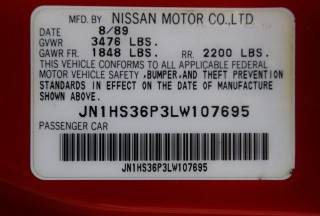 MFD. BY NISSAN MOTOR CO.,LTD.
DATE 8/89
GVWR 3476 LBS.
GAWR FR. 1848 LBS. RR. 2200 LBS.
THIS VEHICLE CONFORMS TO ALL APPLICABLE FEDERAL
MOTOR VEHICLE SAFETY ,BUMPER,AND THEFT PREVENTION
STANDARDS IN EFFECT ON THE DATE OF MANUFACTURE
SHOWN ABOVE.
JN1HS36P3LW107695
PASSENGER CAR
JN1HS36P3LW107695